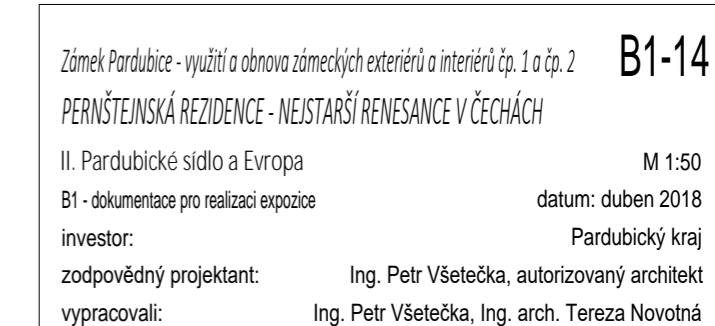 Zámek Pardubice - využití a obnova zámeckých exteriérů a interiérů čp. 1 a čp. 2 B1-14
PERNŠTEJNSKÁ REZIDENCE - NEJSTARŠÍ RENESANCE V ČECHÁCH
II. Pardubické sídlo a Evropa M 1:50
B1 - dokumentace pro realizaci expozice datum: duben 2018
investor: Pardubický kraj
zodpovědný projektant: Ing. Petr Všetečka, autorizovaný architekt
vypracovali: Ing. Petr Všetečka, Ing. arch. Tereza Novotná